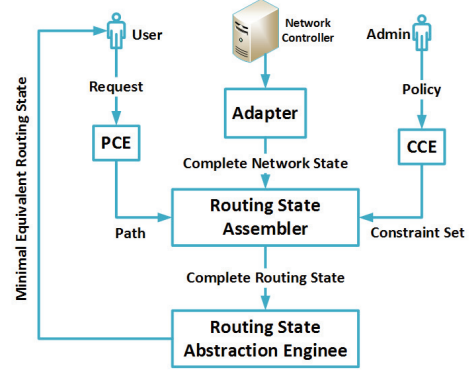 User
Network
Controller
Admin
Request
Policy
Adapter
PCE
CCE
Complete Network State
Minimal Equivalent Routing State
Routing State
Assembler
Path
Constraint Set
Complete Routing State
Routing State
Abstraction Enginee